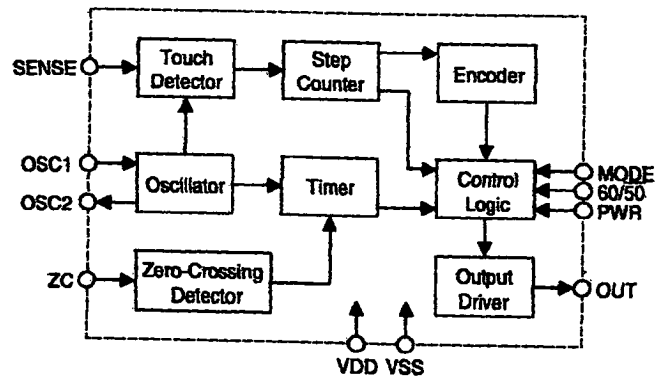 SENSE
Touch
Detector
Step
Counter
Encoder
OSC1
OSC2
Oscillator
Timer
Control
Logic
MODE
60/50
PWR
ZC
Zero-Crossing
Detector
Output
Driver
OUT
VDD
VSS